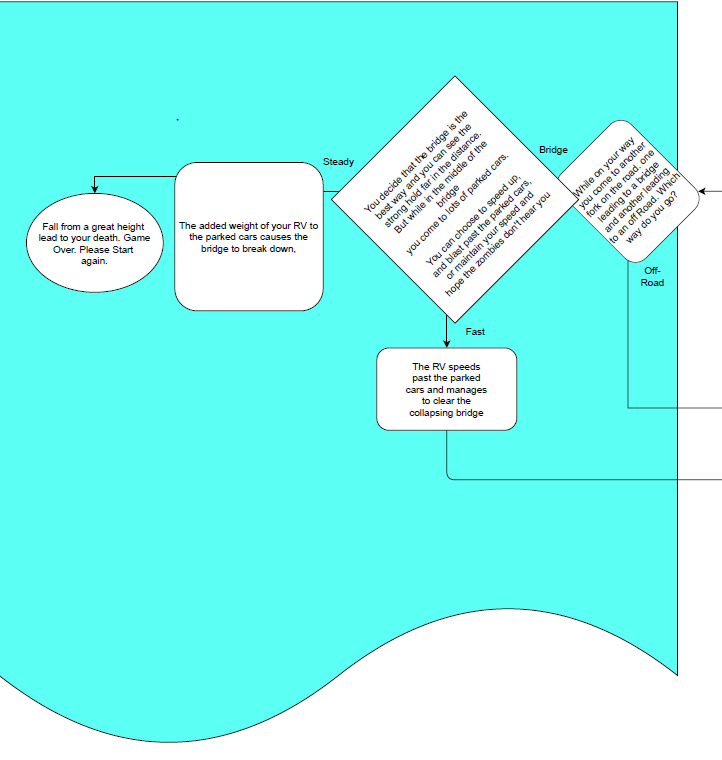 While on your way
you come to another
fork on the road. one
leading to a bridge
and another leading
to an off Road. Which
way do you go?
Bridge
Off-
Road
You decide that the bridge is the
best way and you can see the
strong hold far in the distance.
But while in the middle of the
bridge
you come to lots of parked cars.
You can choose to speed up,
and blast past the parked cars,
or maintain your speed and
hope the zombies don't hear you
Steady
The added weight of your RV to
the parked cars causes the
bridge to break down,
Fall from a great height
lead to your death. Game
Over. Please Start
again.
Fast
The RV speeds
past the parked
cars and manages
to clear the
collapsing bridge